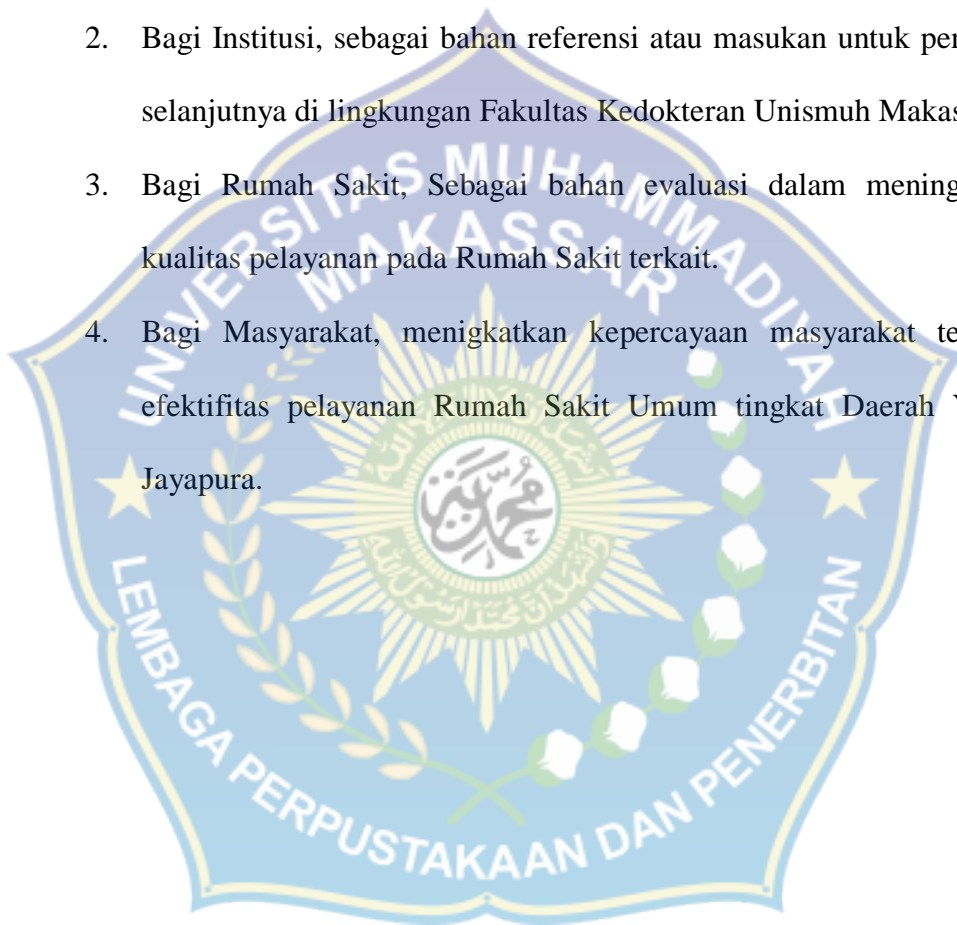 2. Bagi Institusi, sebagai bahan referensi atau masukan untuk per
selanjutnya di lingkungan Fakultas Kedokteran Unismuh Makas
3. Bagi Rumah Sakit, Sebagai bahan evaluasi dalam mening
kualitas pelayanan pada Rumah Sakit terkait.
4. Bagi Masyarakat, menigkatkan kepercayaan masyarakat te
efektifitas pelayanan Rumah Sakit Umum tingkat Daerah Y
Jayapura.
UNIVERSITAS MUHAMMADIYAH
MAKASSAR
محمد
LEMBAGA PERPUSTAKAAN DAN PENERBITAN